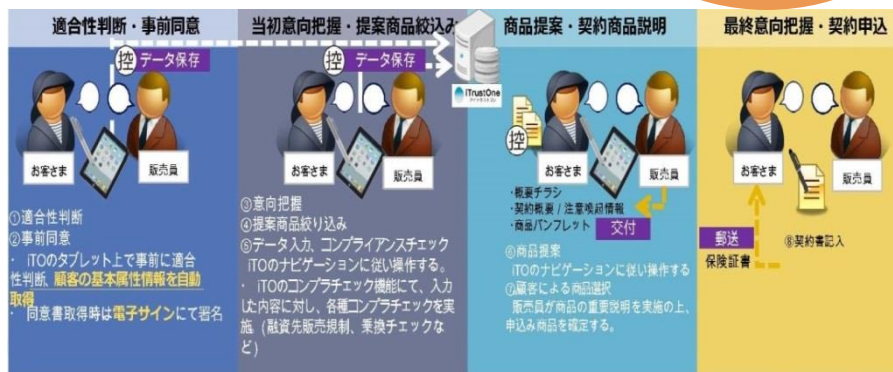 適合性判断・事前同意
控 データ保存
お客さま
販売員
①適合性判断
②事前同意
・ iTOのタブレット上で事前に適合
性判断、顧客の基本属性情報を自動
取得
・ 同意書取得時は電子サインにて署名
当初意向把握・提案商品絞込み
控 データ保存
iTrustOne
お客さま
販売員
③意向把握
④提案商品絞り込み
⑤データ入力、コンプライアンスチェック
iTOのナビゲーションに従い操作する。
・ iTOのコンプラチェック機能にて、入力
した内容に対し、各種コンプラチェックを実
施（融資先販売規制、乗換チェックな
ど）
商品提案・契約商品説明
控
お客さま
販売員
・概要チラシ
・契約概要 / 注意喚起情報
・商品パンフレット
交付
⑥商品提案
iTOのナビゲーションに従い操作する
⑦顧客による商品選択
販売員が商品の重要説明を実施の上、
申込み商品を確定する。
最終意向把握・契約申込
お客さま
販売員
郵送
保険証書
⑧契約書記入